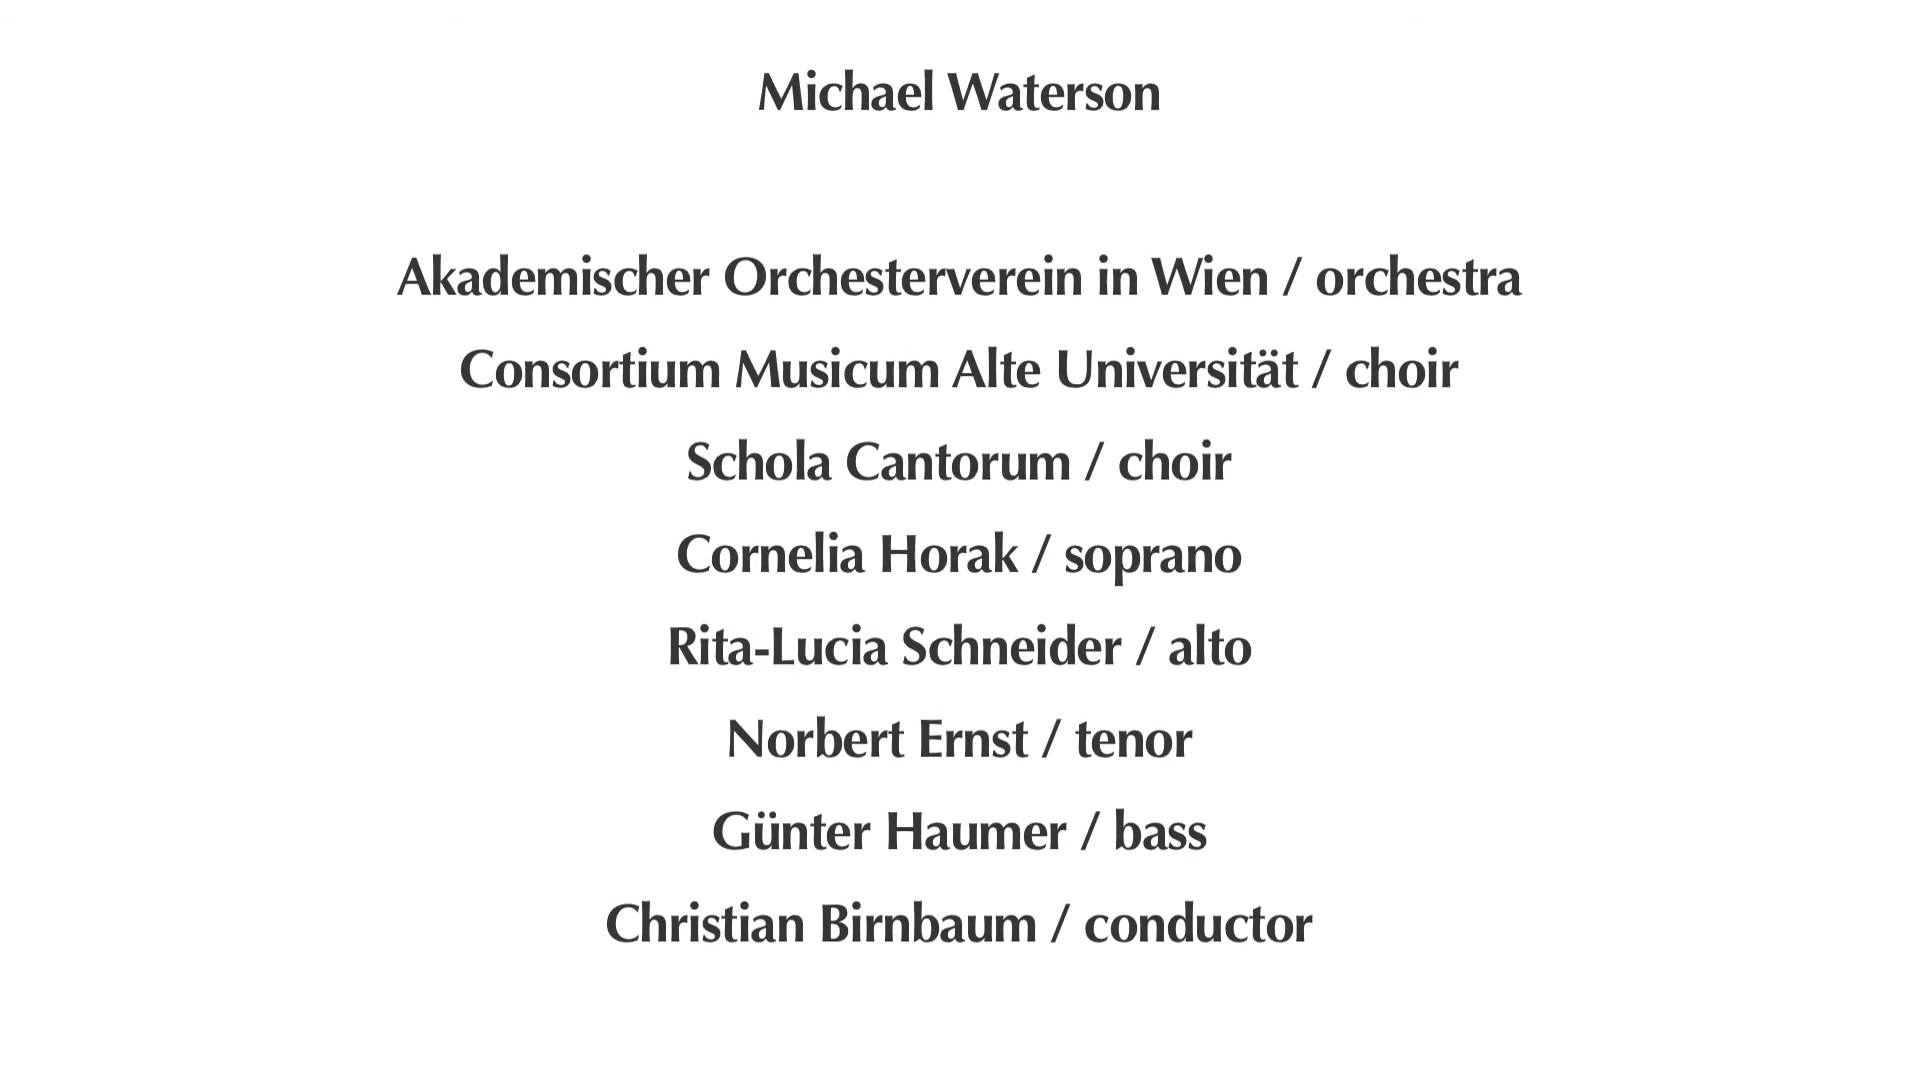 Michael Waterson
Akademischer Orchesterverein in Wien / orchestra
Consortium Musicum Alte Universität / choir
Schola Cantorum / choir
Cornelia Horak / soprano
Rita-Lucia Schneider / alto
Norbert Ernst / tenor
Günter Haumer / bass
Christian Birnbaum / conductor